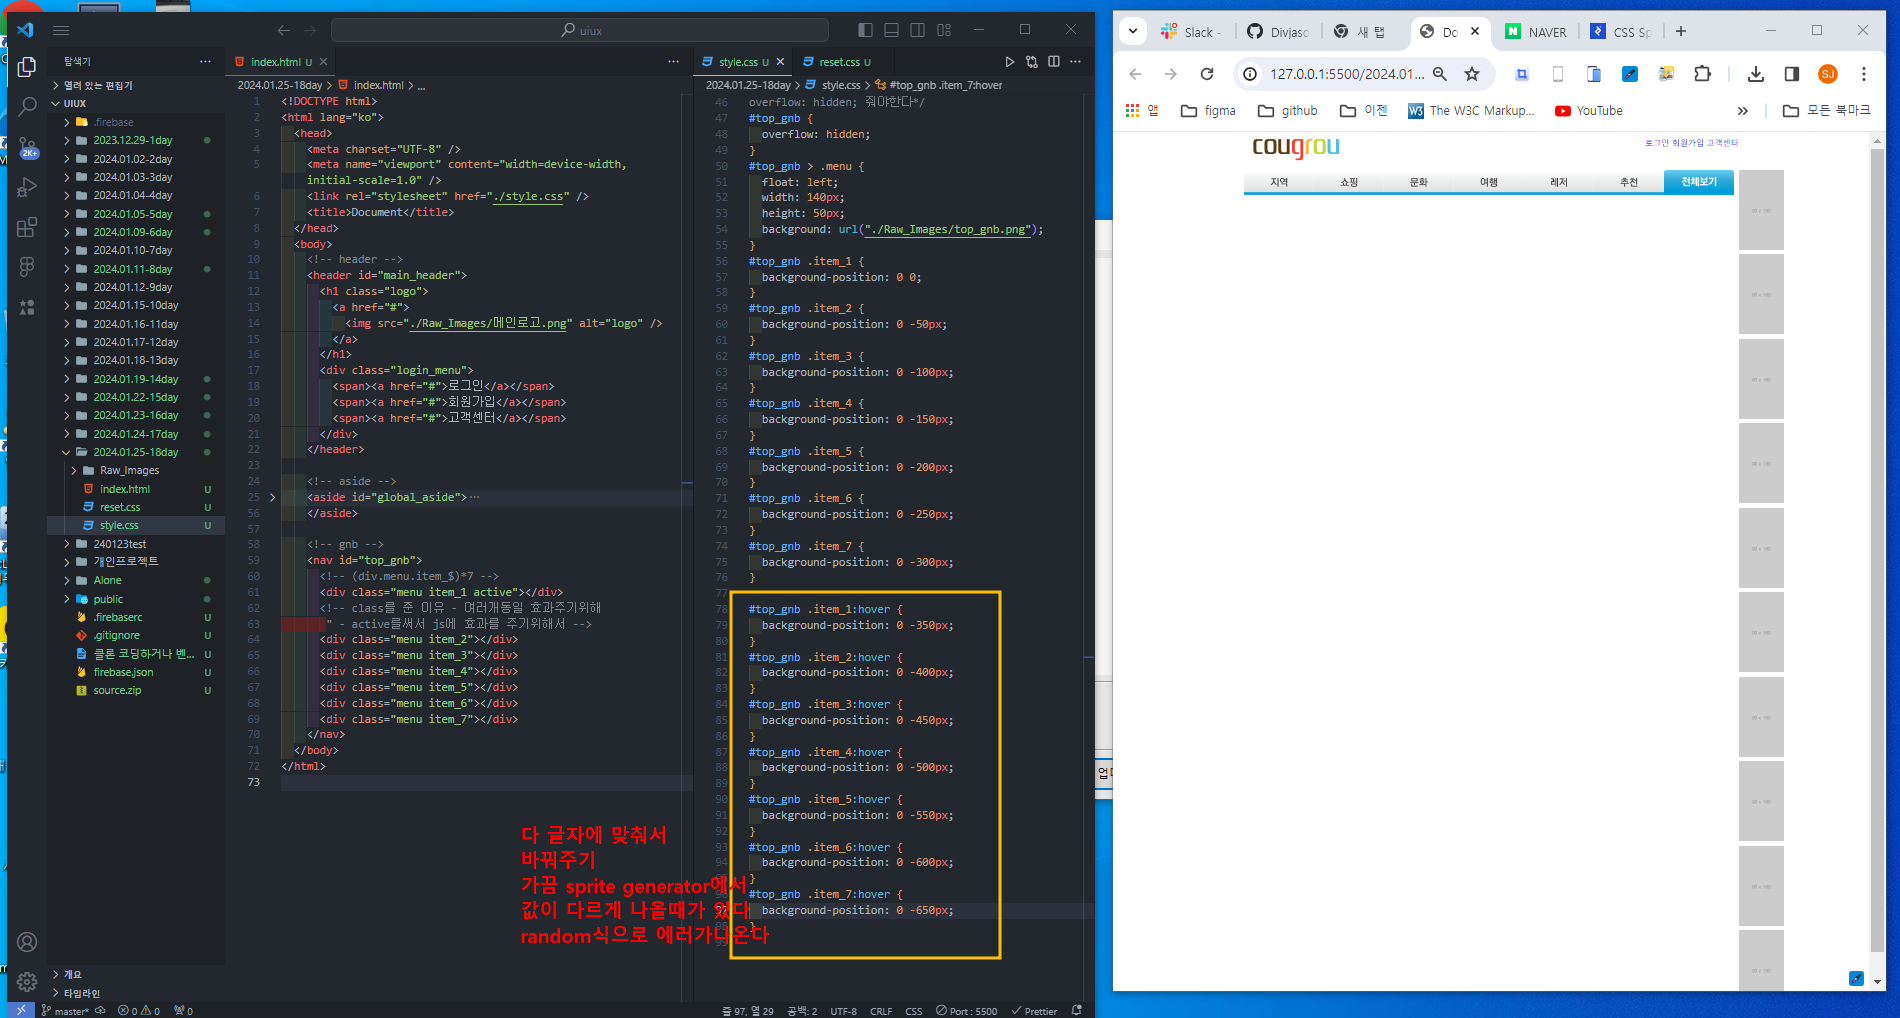 uiux
탐색기
열려 있는 편집기
UIUX
.firebase
2023.12.29-1day
2024.01.02-2day
2024.01.03-3day
2024.01.04-4day
2024.01.05-5day
2024.01.09-6day
2024.01.10-7day
2024.01.11-8day
2024.01.12-9day
2024.01.15-10day
2024.01.16-11day
2024.01.17-12day
2024.01.18-13day
2024.01.19-14day
2024.01.22-15day
2024.01.23-16day
2024.01.24-17day
2024.01.25-18day
Raw_Images
index.html U
reset.css U
style.css U
240123test
개인프로젝트
Alone
public
.firebaserc U
.gitignore U
클론 코딩하거나 벤... U
firebase.json U
source.zip U
개요
타임라인
2K+
index.html U
2024.01.25-18day > index.html > ...
1 <!DOCTYPE html>
2 <html lang="ko">
3 <head>
4 <meta charset="UTF-8" />
5 <meta name="viewport" content="width=device-width,
initial-scale=1.0" />
6 <link rel="stylesheet" href="./style.css" />
7 <title>Document</title>
8 </head>
9 <body>
10 <!-- header -->
11 <header id="main_header">
12 <h1 class="logo">
13 <a href="#">
14 <img src="./Raw_Images/메인로고.png" alt="logo" />
15 </a>
16 </h1>
17 <div class="login_menu">
18 <span><a href="#">로그인</a></span>
19 <span><a href="#">회원가입</a></span>
20 <span><a href="#">고객센터</a></span>
21 </div>
22 </header>
23
24 <!-- aside -->
25 <aside id="global_aside">···
56 </aside>
57
58 <!-- gnb -->
59 <nav id="top_gnb">
60 <!-- (div.menu.item_$)*7 -->
61 <div class="menu item_1 active"></div>
62 <!-- class를 준 이유 - 여러개동일 효과주기위해
63 " - active를써서 js에 효과를 주기위해서 -->
64 <div class="menu item_2"></div>
65 <div class="menu item_3"></div>
66 <div class="menu item_4"></div>
67 <div class="menu item_5"></div>
68 <div class="menu item_6"></div>
69 <div class="menu item_7"></div>
70 </nav>
71 </body>
72 </html>
73
다 글자에 맞춰서
바꿔주기
가끔 sprite generator에서
값이 다르게 나올때가 있다
random식으로 에러가나온다
style.css U
reset.css U
2024.01.25-18day > style.css > #top_gnb .item_7:hover
46 overflow: hidden; 줘야한다*/
47 #top_gnb {
48 overflow: hidden;
49 }
50 #top_gnb > .menu {
51 float: left;
52 width: 140px;
53 height: 50px;
54 background: url("./Raw_Images/top_gnb.png");
55 }
56 #top_gnb .item_1 {
57 background-position: 0 0;
58 }
59 #top_gnb .item_2 {
60 background-position: 0 -50px;
61 }
62 #top_gnb .item_3 {
63 background-position: 0 -100px;
64 }
65 #top_gnb .item_4 {
66 background-position: 0 -150px;
67 }
68 #top_gnb .item_5 {
69 background-position: 0 -200px;
70 }
71 #top_gnb .item_6 {
72 background-position: 0 -250px;
73 }
74 #top_gnb .item_7 {
75 background-position: 0 -300px;
76 }
77
78 #top_gnb .item_1:hover {
79 background-position: 0 -350px;
80 }
81 #top_gnb .item_2:hover {
82 background-position: 0 -400px;
83 }
84 #top_gnb .item_3:hover {
85 background-position: 0 -450px;
86 }
87 #top_gnb .item_4:hover {
88 background-position: 0 -500px;
89 }
90 #top_gnb .item_5:hover {
91 background-position: 0 -550px;
92 }
93 #top_gnb .item_6:hover {
94 background-position: 0 -600px;
}
#top_gnb .item_7:hover {
97 background-position: 0 -650px;
98 }
master* 0 0 0
줄 97, 열 29 공백: 2 UTF-8 CRLF CSS Port : 5500 Prettier
Slack -
Divjaso
새 탭
Do
NAVER
CSS Sp
127.0.0.1:5500/2024.01...
SJ
앱 figma github 이젠 The W3C Markup... YouTube » 모든 북마크
cougrou
로그인 회원가입 고객센터
지역 쇼핑 문화 여행 레저 추천 전체보기